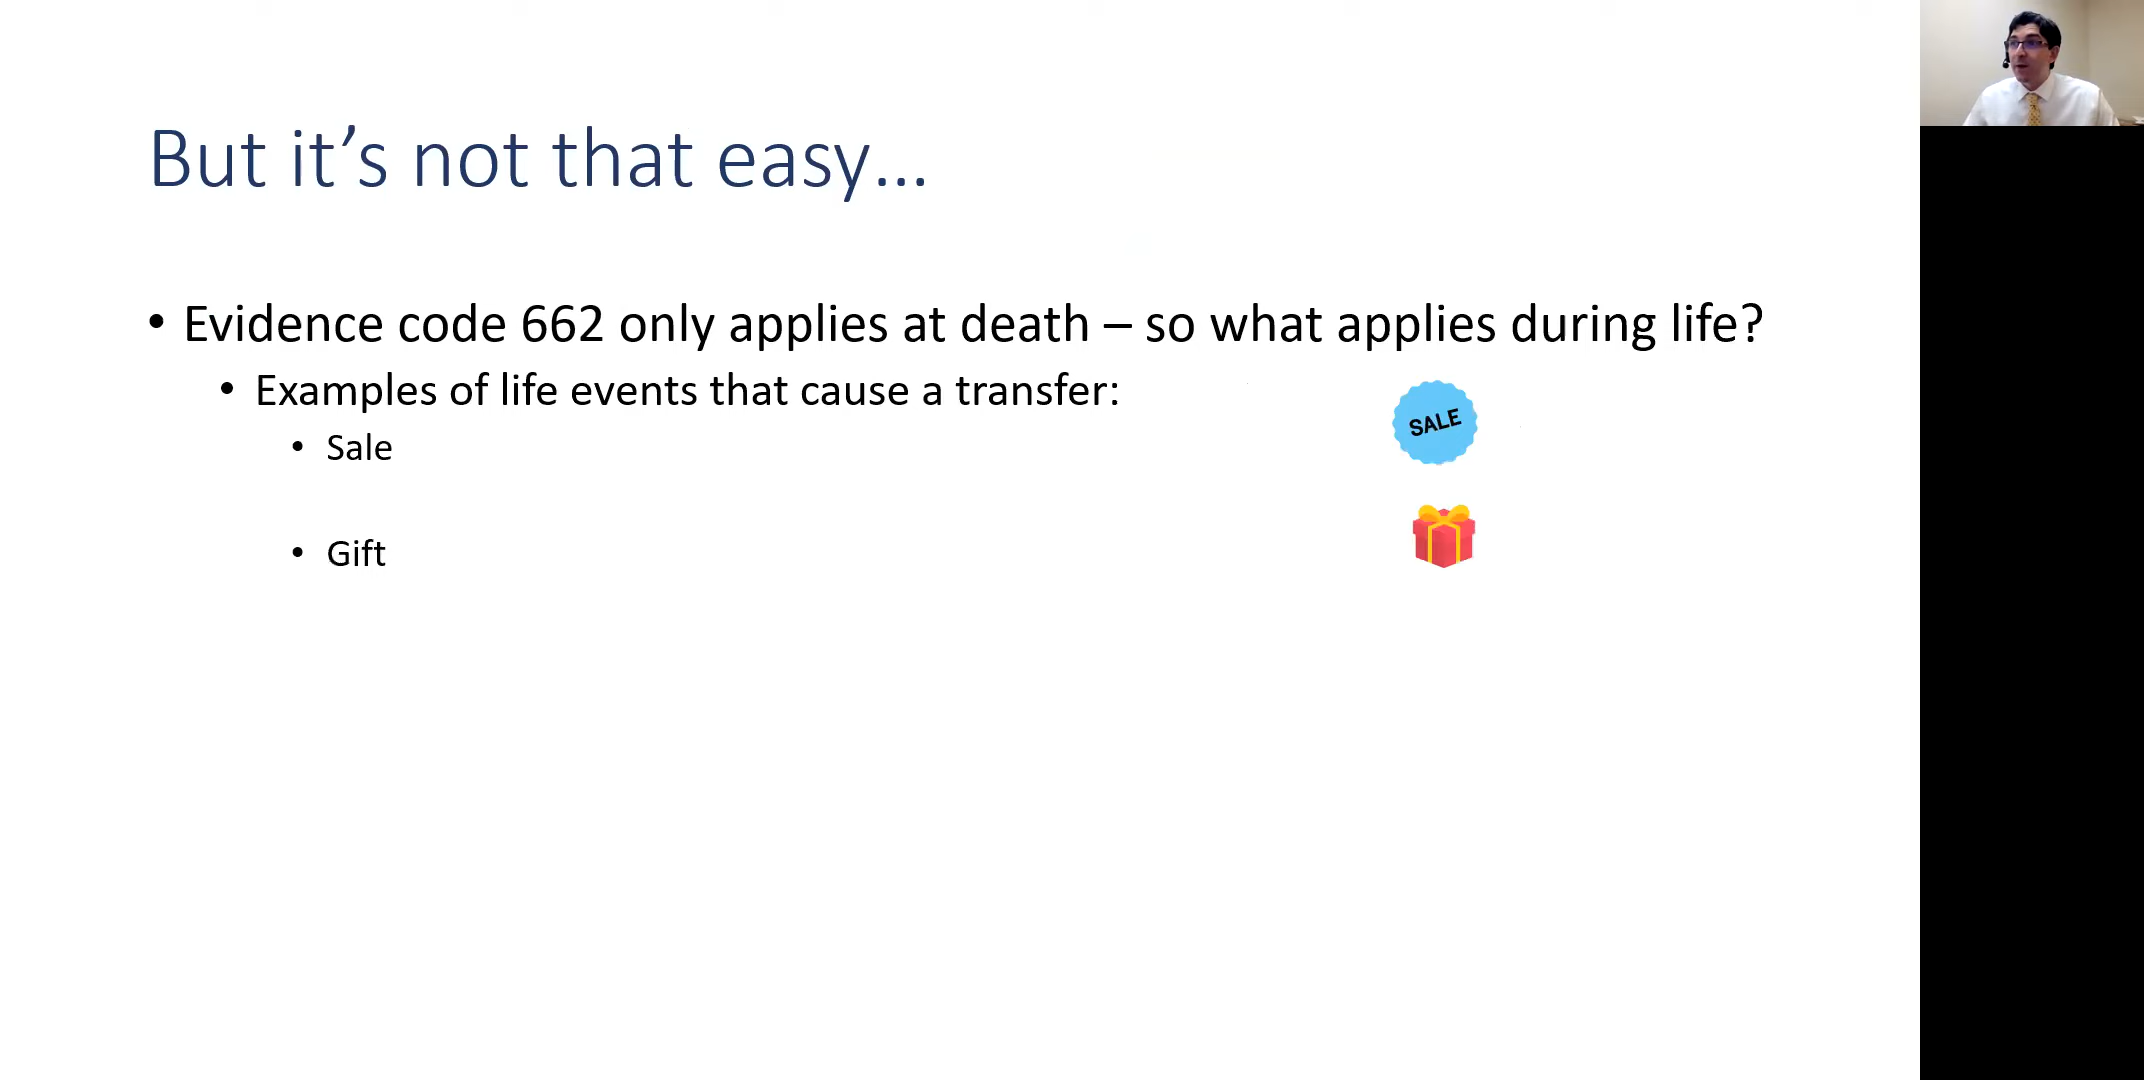 But it’s not that easy…
• Evidence code 662 only applies at death – so what applies during life?
• Examples of life events that cause a transfer:
• Sale
SALE
• Gift